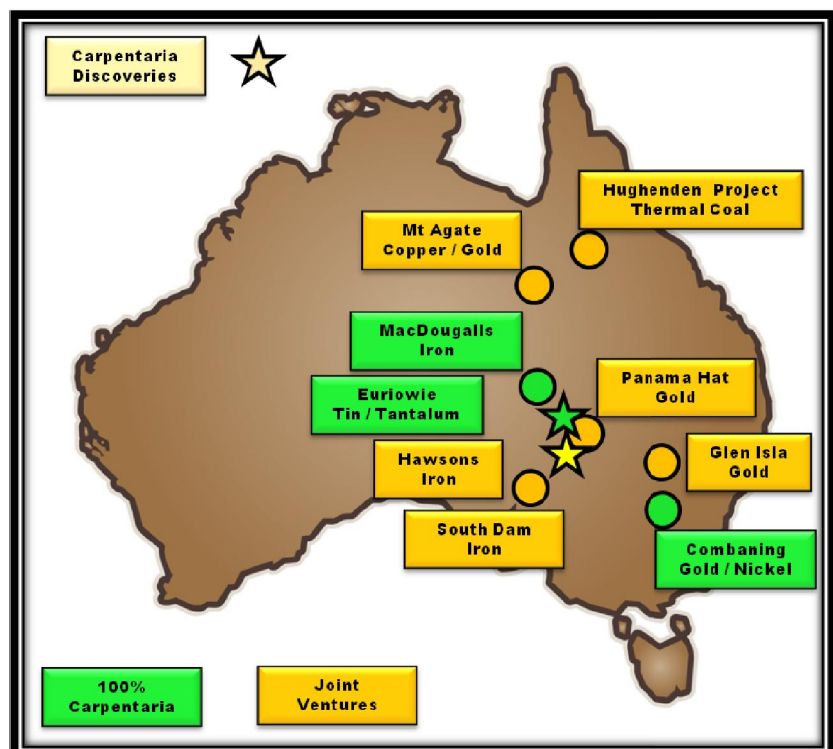 Carpentaria
Discoveries
Hughenden Project
Thermal Coal
Mt Agate
Copper / Gold
MacDougalls
Iron
Panama Hat
Gold
Euriowie
Tin / Tantalum
Hawsons
Iron
Glen Isla
Gold
South Dam
Iron
Combaning
Gold / Nickel
100%
Carpentaria
Joint
Ventures